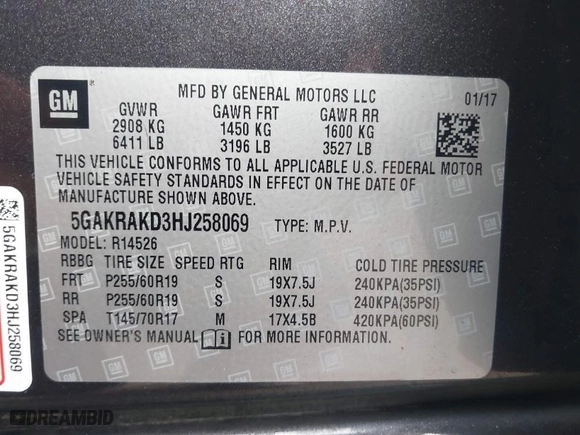 GM
MFD BY GENERAL MOTORS LLC 01/17
GVWR GAWR FRT GAWR RR
2908 KG 1450 KG 1600 KG
6411 LB 3196 LB 3527 LB
THIS VEHICLE CONFORMS TO ALL APPLICABLE U.S. FEDERAL MOTOR
VEHICLE SAFETY STANDARDS IN EFFECT ON THE DATE OF
MANUFACTURE SHOWN ABOVE.
5GAKRAKD3HJ258069 TYPE: M.P.V.
MODEL: R14526
RBBG TIRE SIZE SPEED RTG RIM COLD TIRE PRESSURE
FRT P255/60R19 S 19X7.5J 240KPA(35PSI)
RR P255/60R19 S 19X7.5J 240KPA(35PSI)
SPA T145/70R17 M 17X4.5B 420KPA(60PSI)
SEE OWNER'S MANUAL FOR MORE INFORMATION.
5GAKRAKD3HJ258069
DREAMBID